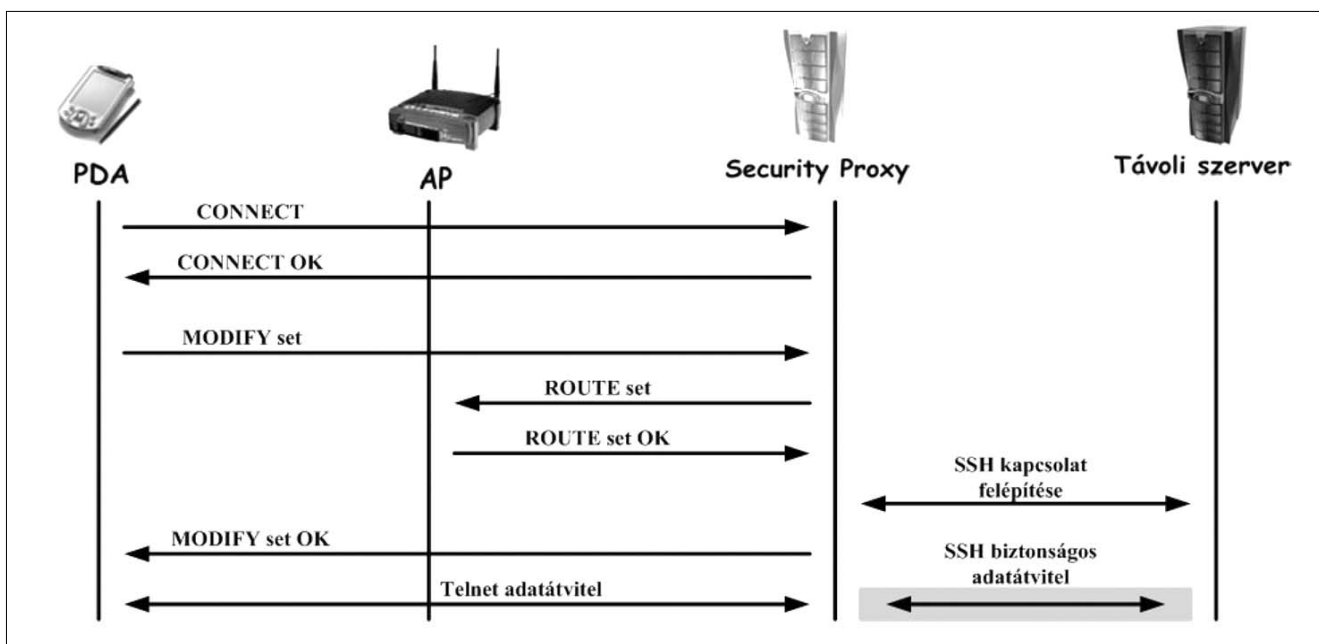 PDA
AP
Security Proxy
Távoli szerver
CONNECT
CONNECT OK
MODIFY set
ROUTE set
ROUTE set OK
SSH kapcsolat
felépítése
MODIFY set OK
SSH biztonságos
adatátvitel
Telnet adatátvitel